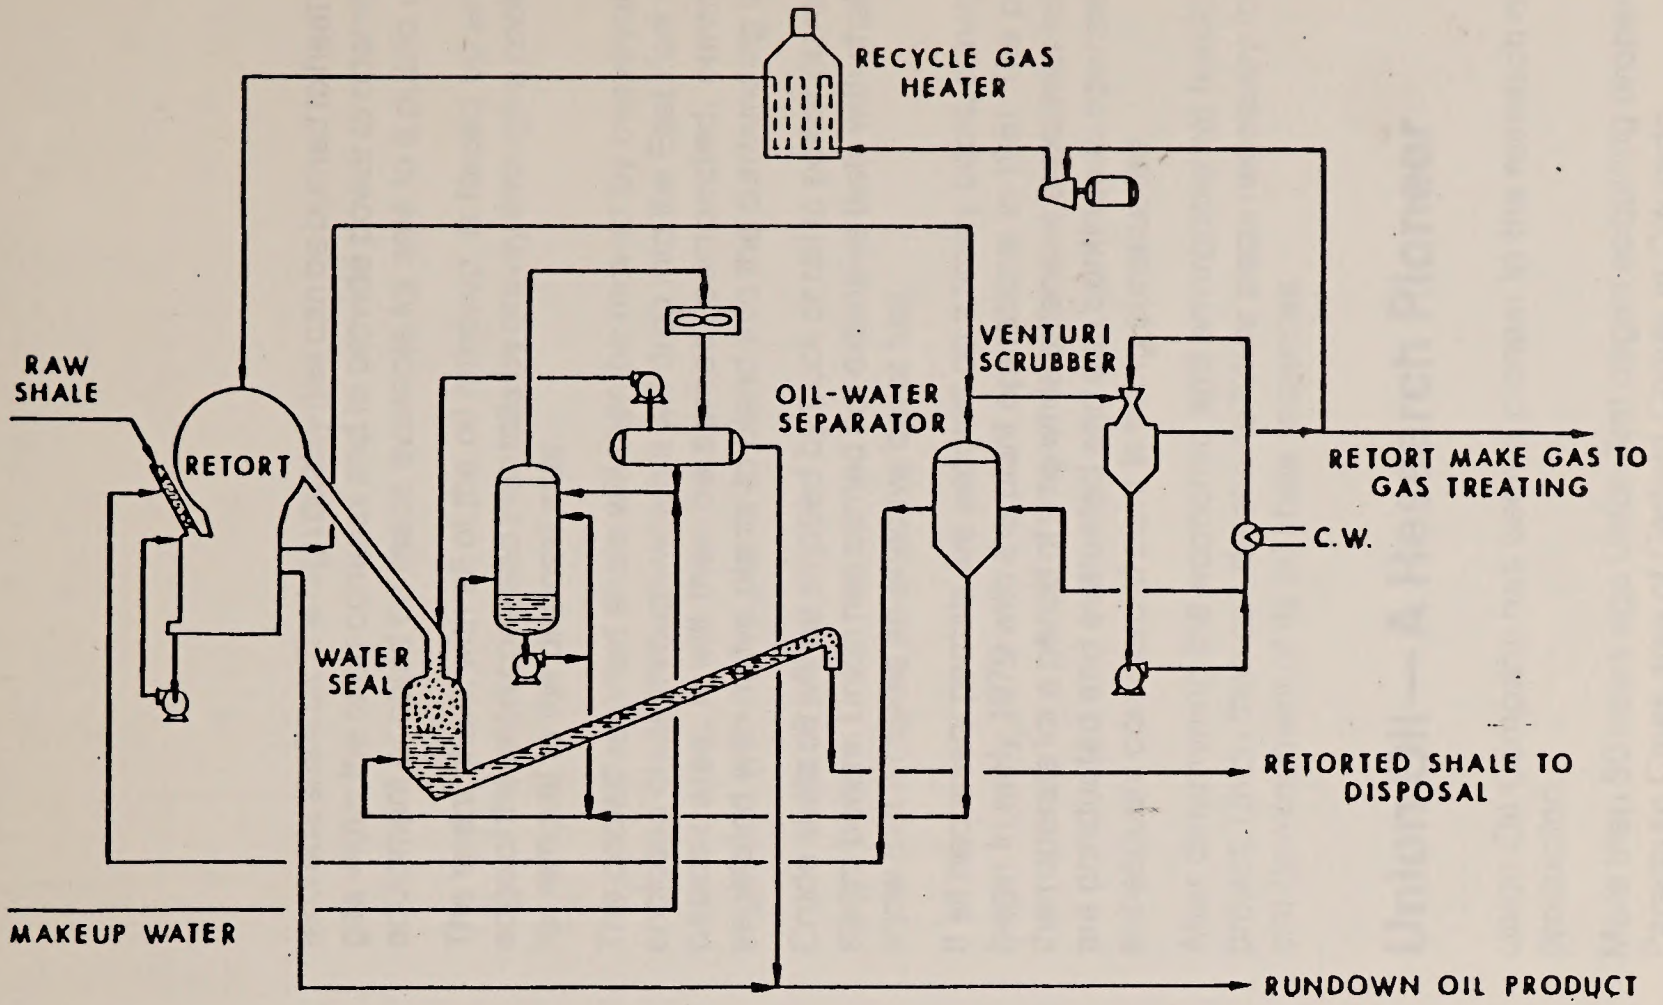 RECYCLE GAS
HEATER
RAW
SHALE
RETORT
VENTURI
SCRUBBER
OIL-WATER
SEPARATOR
RETORT MAKE GAS TO
GAS TREATING
C.W.
WATER
SEAL
RETORTED SHALE TO
DISPOSAL
MAKEUP WATER
RUNDOWN OIL PRODUCT